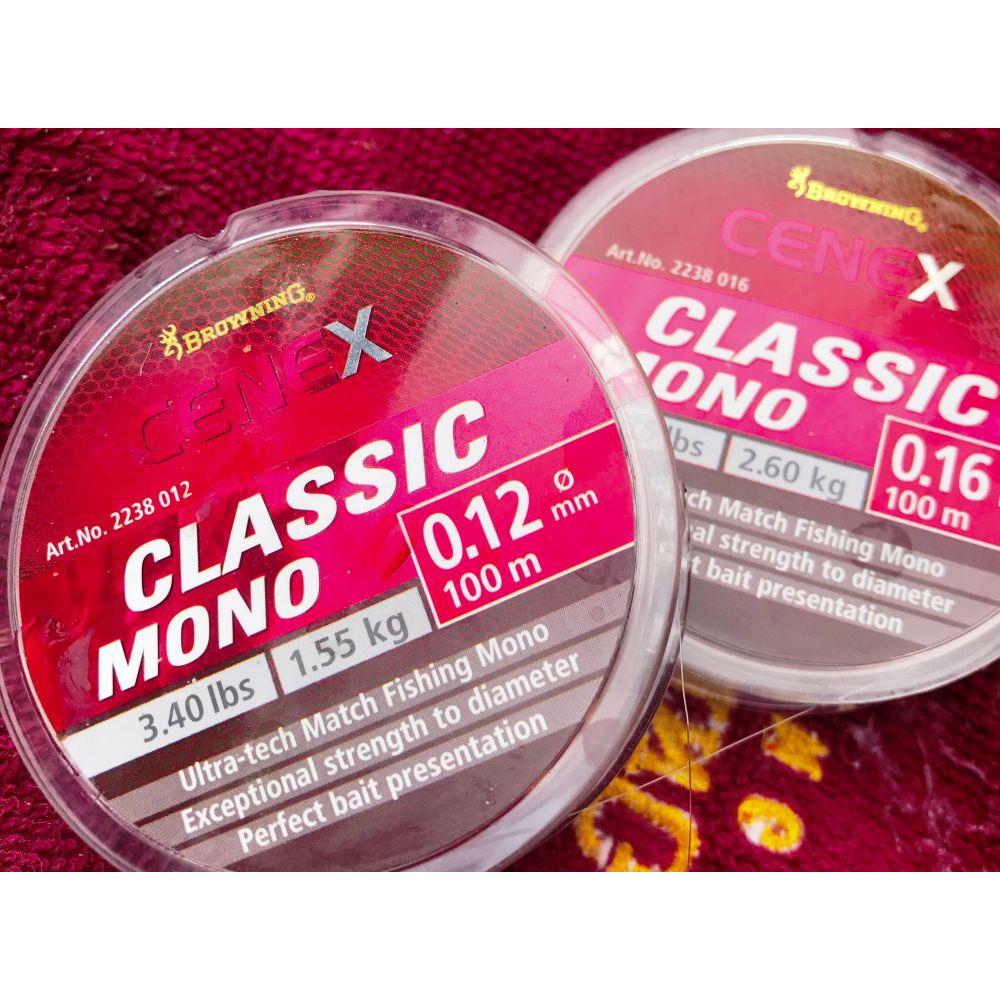 BROWNING®
CENEX
Art.No. 2238 012
CLASSIC
MONO
0.12 ø mm
100 m
3.40 lbs 1.55 kg
Ultra-tech Match Fishing Mono
Exceptional strength to diameter
Perfect bait presentation
BROWNING®
CENEX
Art.No. 2238 016
CLASSIC
MONO
0.16
100 m
lbs 2.60 kg
Match Fishing Mono
strength to diameter
bait presentation